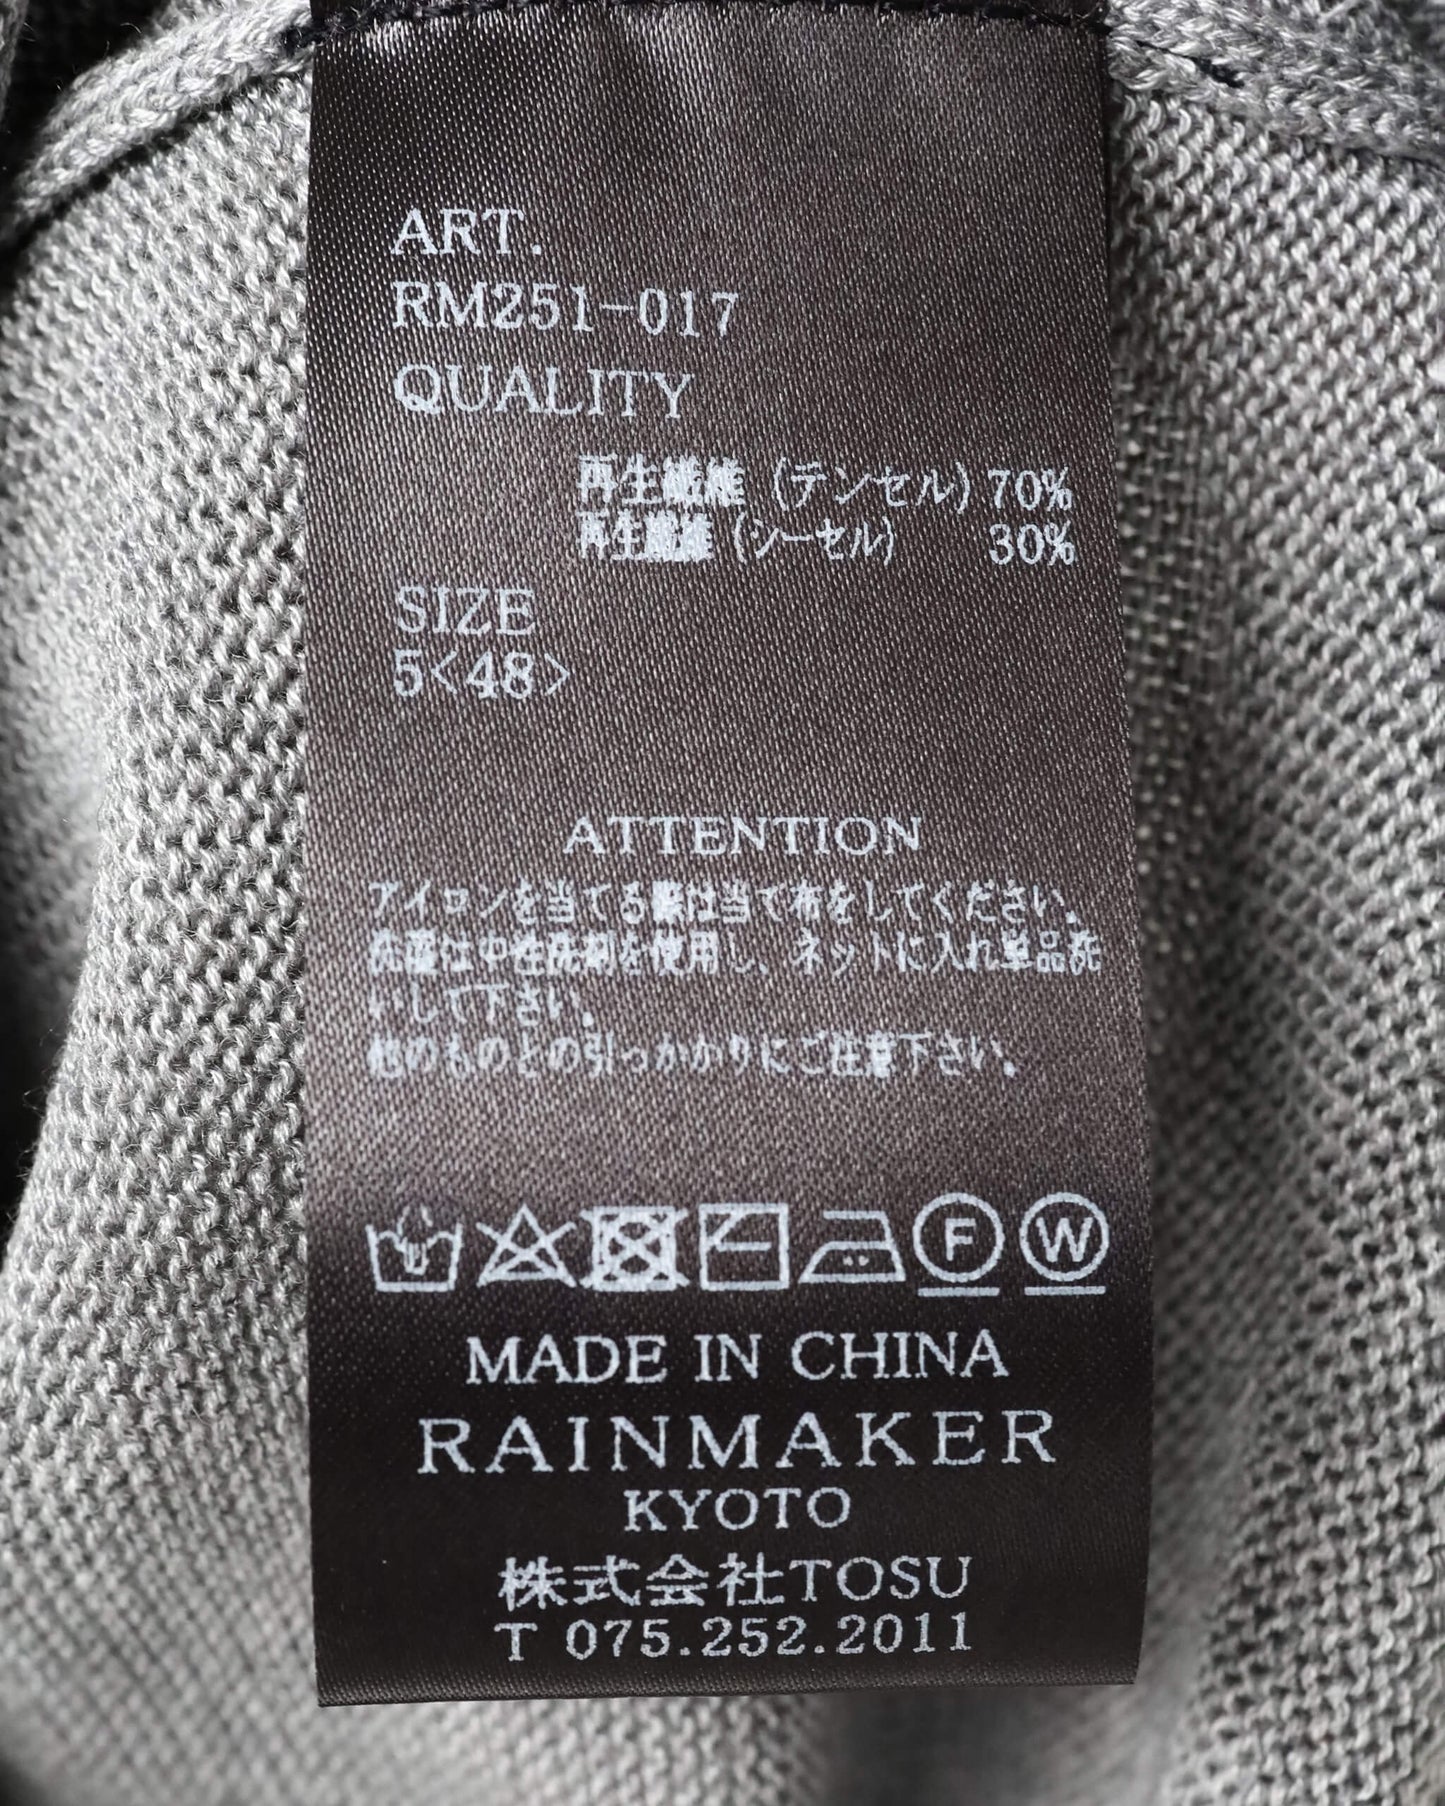 ART.
RM251-017
QUALITY
再生繊維 (テンセル) 70%
再生繊維 (シーセル) 30%
SIZE
5<48>
ATTENTION
アイロンを当てる際は当て布をしてください。
洗濯は中性洗剤を使用し、ネットに入れ単品洗
いして下さい。
他のものとの引っかかりにご注意下さい。
F W
MADE IN CHINA
RAINMAKER
KYOTO
株式会社TOSU
T 075.252.2011